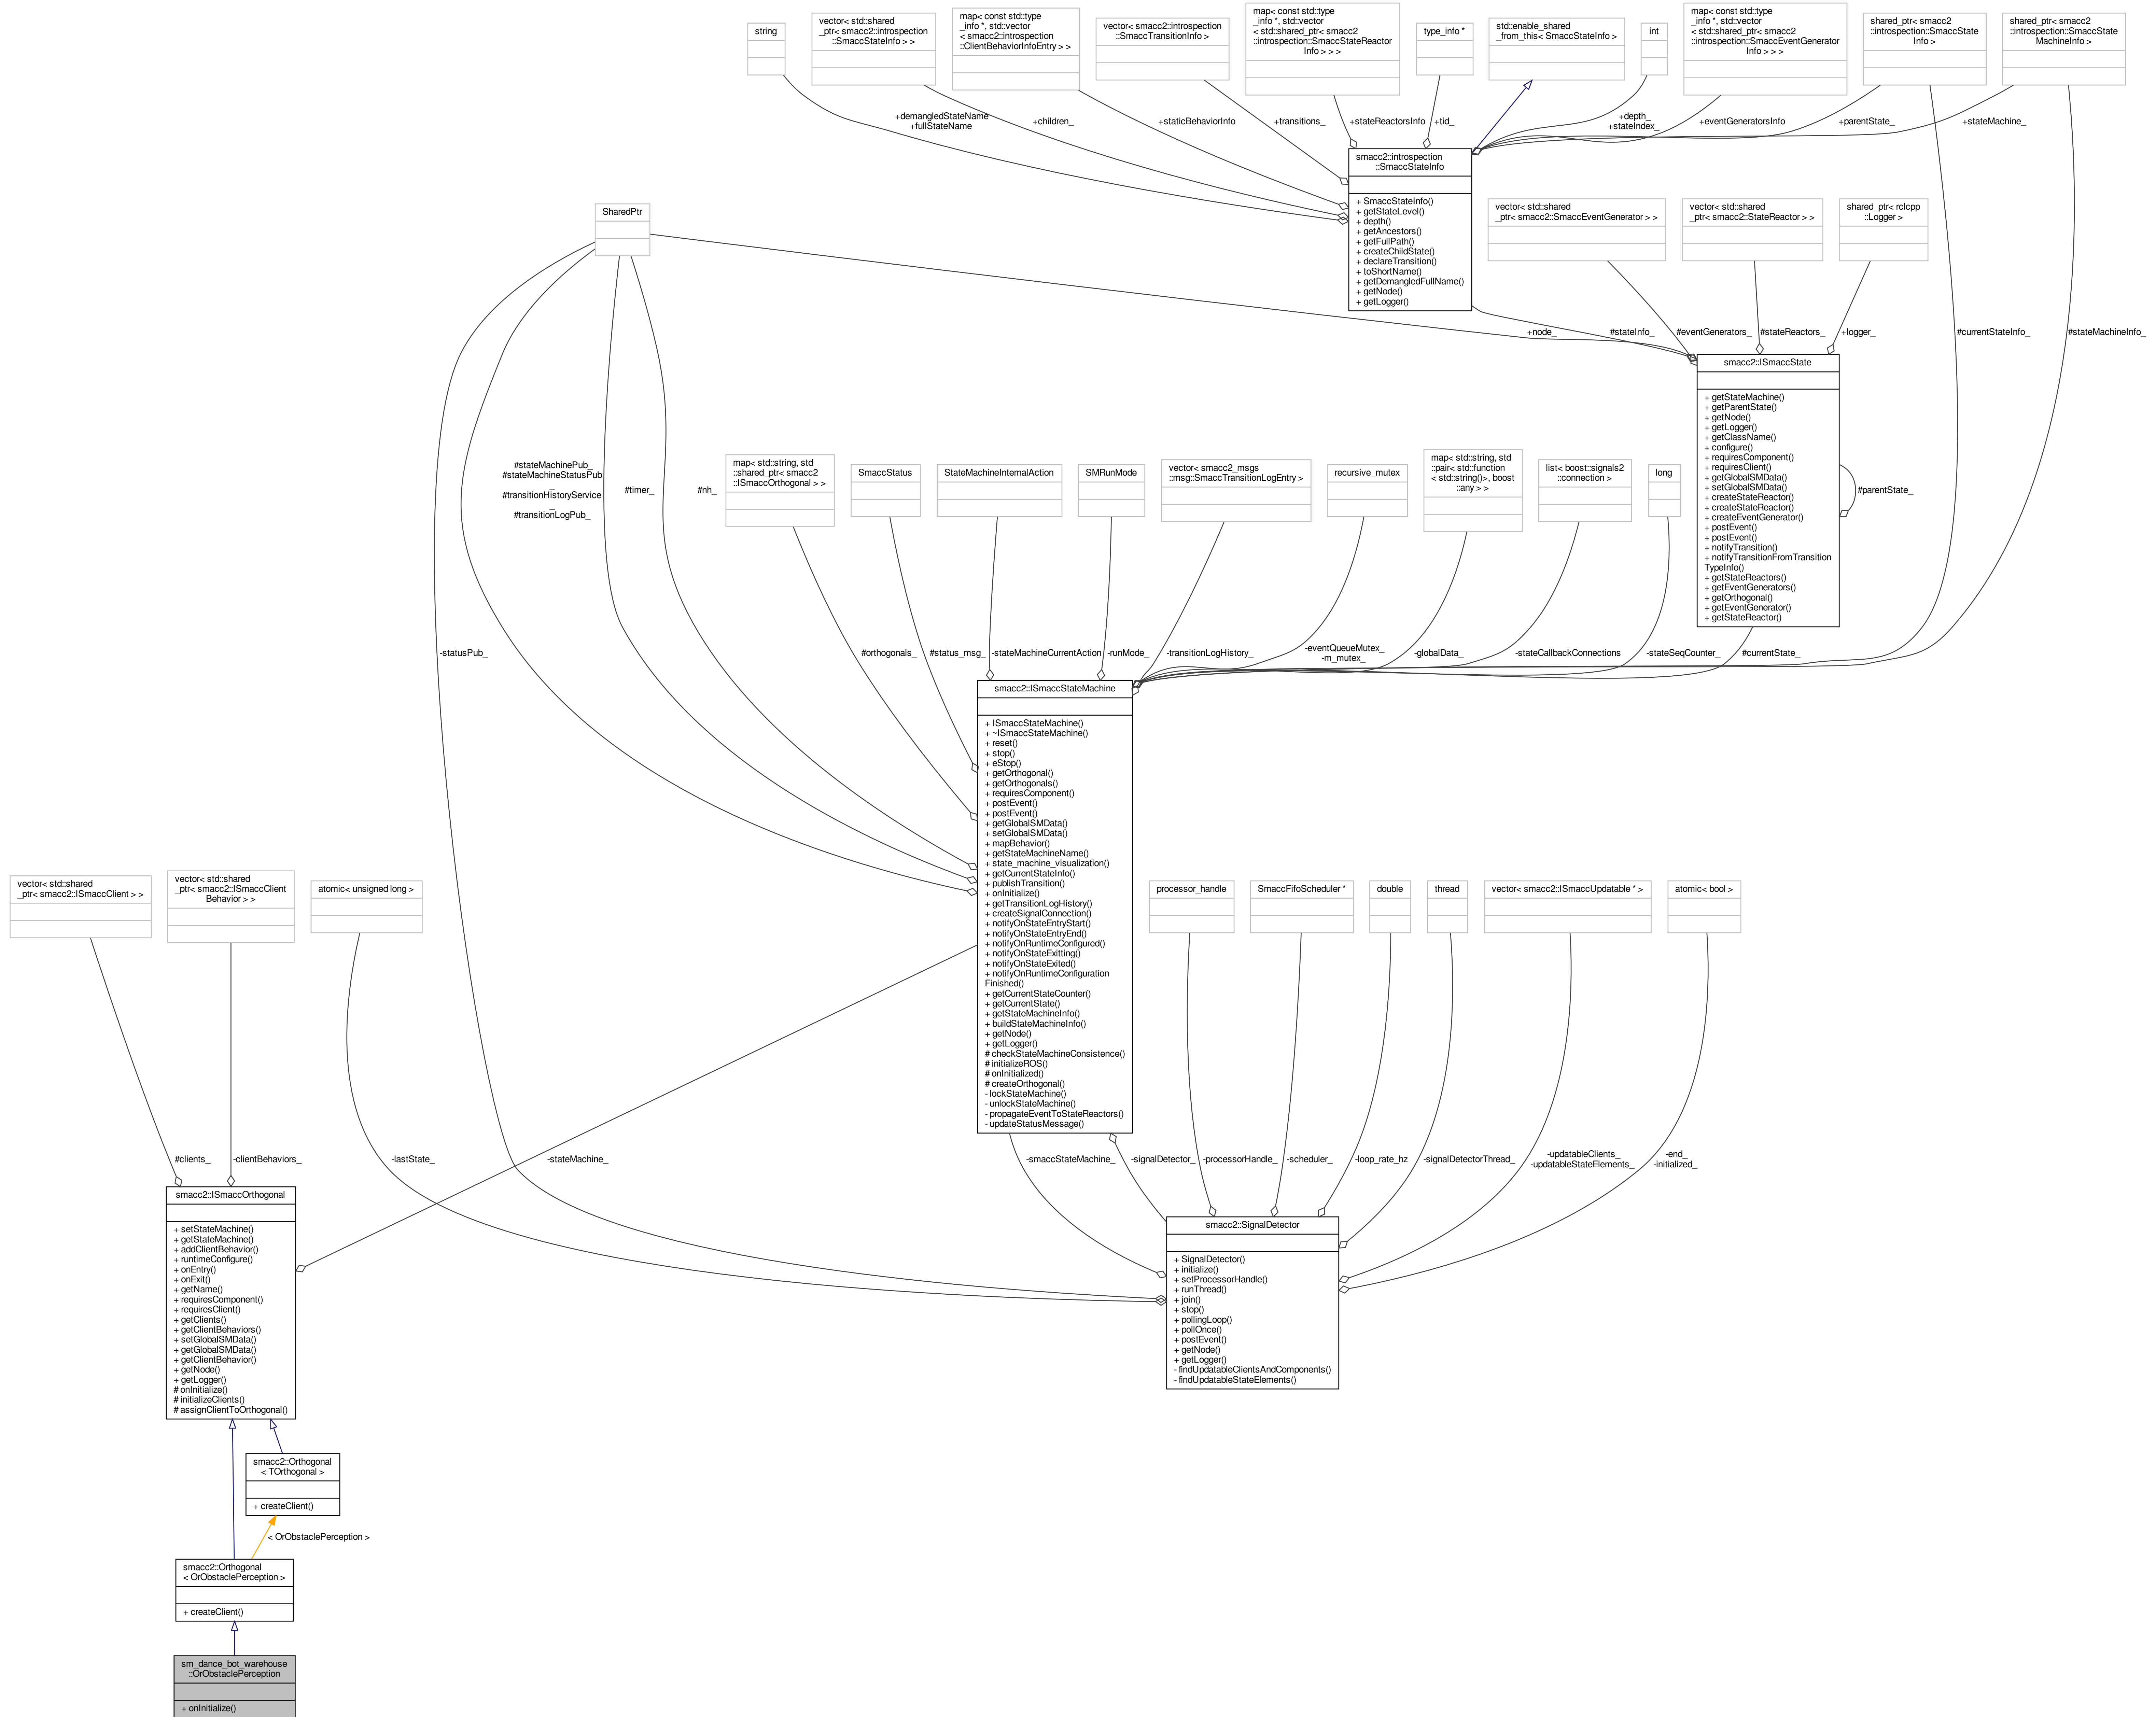 string
vector< std::shared
_ptr< smacc2::introspection
::SmaccStateInfo > >
map< const std::type
_info *, std::vector
< smacc2::introspection
::ClientBehaviorInfoEntry > >
vector< smacc2::introspection
::SmaccTransitionInfo >
map< const std::type
_info *, std::vector
< std::shared_ptr< smacc2
::introspection::SmaccStateReactor
Info > > >
type_info *
std::enable_shared
_from_this< SmaccStateInfo >
int
map< const std::type
_info *, std::vector
< std::shared_ptr< smacc2
::introspection::SmaccEventGenerator
Info > > >
shared_ptr< smacc2
::introspection::SmaccState
Info >
shared_ptr< smacc2
::introspection::SmaccState
MachineInfo >
+demangledStateName
+fullStateName
+children_
+staticBehaviorInfo
+transitions_
+stateReactorsInfo
+tid_
+depth_
+stateIndex_
+eventGeneratorsInfo
+parentState_
+stateMachine_
smacc2::introspection
::SmaccStateInfo
+ SmaccStateInfo()
+ getStateLevel()
+ depth()
+ getAncestors()
+ getFullPath()
+ createChildState()
+ declareTransition()
+ toShortName()
+ getDemangledFullName()
+ getNode()
+ getLogger()
SharedPtr
vector< std::shared
_ptr< smacc2::SmaccEventGenerator > >
vector< std::shared
_ptr< smacc2::StateReactor > >
shared_ptr< rclcpp
::Logger >
+node_
#stateInfo_
#eventGenerators_
#stateReactors_
+logger_
#currentStateInfo_
#stateMachineInfo_
smacc2::ISmaccState
+ getStateMachine()
+ getParentState()
+ getNode()
+ getLogger()
+ getClassName()
+ configure()
+ requiresComponent()
+ requiresClient()
+ getGlobalSMData()
+ setGlobalSMData()
+ createStateReactor()
+ createStateReactor()
+ createEventGenerator()
+ postEvent()
+ postEvent()
+ notifyTransition()
+ notifyTransitionFromTransition
TypeInfo()
+ getStateReactors()
+ getEventGenerators()
+ getOrthogonal()
+ getEventGenerator()
+ getStateReactor()
#parentState_
#stateMachinePub_
#stateMachineStatusPub
_
#transitionHistoryService
_
#transitionLogPub_
#timer_
#nh_
map< std::string, std
::shared_ptr< smacc2
::ISmaccOrthogonal > >
SmaccStatus
StateMachineInternalAction
SMRunMode
vector< smacc2_msgs
::msg::SmaccTransitionLogEntry >
recursive_mutex
map< std::string, std
::pair< std::function
< std::string()>, boost
::any > >
list< boost::signals2
::connection >
long
-statusPub_
#orthogonals_
#status_msg_
-stateMachineCurrentAction
-runMode_
-transitionLogHistory_
-eventQueueMutex_
-m_mutex_
-globalData_
-stateCallbackConnections
-stateSeqCounter_
#currentState_
smacc2::ISmaccStateMachine
+ ISmaccStateMachine()
+ ~ISmaccStateMachine()
+ reset()
+ stop()
+ eStop()
+ getOrthogonal()
+ getOrthogonals()
+ requiresComponent()
+ postEvent()
+ postEvent()
+ getGlobalSMData()
+ setGlobalSMData()
+ mapBehavior()
+ getStateMachineName()
+ state_machine_visualization()
+ getCurrentStateInfo()
+ publishTransition()
+ onInitialize()
+ getTransitionLogHistory()
+ createSignalConnection()
+ notifyOnStateEntryStart()
+ notifyOnStateEntryEnd()
+ notifyOnRuntimeConfigured()
+ notifyOnStateExitting()
+ notifyOnStateExited()
+ notifyOnRuntimeConfiguration
Finished()
+ getCurrentStateCounter()
+ getCurrentState()
+ getStateMachineInfo()
+ buildStateMachineInfo()
+ getNode()
+ getLogger()
# checkStateMachineConsistence()
# initializeROS()
# onInitialized()
# createOrthogonal()
- lockStateMachine()
- unlockStateMachine()
- propagateEventToStateReactors()
- updateStatusMessage()
vector< std::shared
_ptr< smacc2::ISmaccClient > >
vector< std::shared
_ptr< smacc2::ISmaccClient
Behavior > >
atomic< unsigned long >
processor_handle
SmaccFifoScheduler *
double
thread
vector< smacc2::ISmaccUpdatable * >
atomic< bool >
#clients_
-clientBehaviors_
-lastState_
-stateMachine_
-smaccStateMachine_
-signalDetector_
-processorHandle_
-scheduler_
-loop_rate_hz
-signalDetectorThread_
-updatableClients_
-updatableStateElements_
-end_
-initialized_
smacc2::ISmaccOrthogonal
+ setStateMachine()
+ getStateMachine()
+ addClientBehavior()
+ runtimeConfigure()
+ onEntry()
+ onExit()
+ getName()
+ requiresComponent()
+ requiresClient()
+ getClients()
+ getClientBehaviors()
+ setGlobalSMData()
+ getGlobalSMData()
+ getClientBehavior()
+ getNode()
+ getLogger()
# onInitialize()
# initializeClients()
# assignClientToOrthogonal()
smacc2::SignalDetector
+ SignalDetector()
+ initialize()
+ setProcessorHandle()
+ runThread()
+ join()
+ stop()
+ pollingLoop()
+ pollOnce()
+ postEvent()
+ getNode()
+ getLogger()
- findUpdatableClientsAndComponents()
- findUpdatableStateElements()
smacc2::Orthogonal
< TOrthogonal >
+ createClient()
< OrObstaclePerception >
smacc2::Orthogonal
< OrObstaclePerception >
+ createClient()
sm_dance_bot_warehouse
::OrObstaclePerception
+ onInitialize()